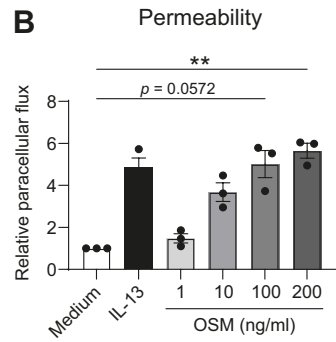 B
Permeability
**
p = 0.0572
Relative paracellular flux
8
6
4
2
0
Medium
IL-13
1
10
100
200
OSM (ng/ml)